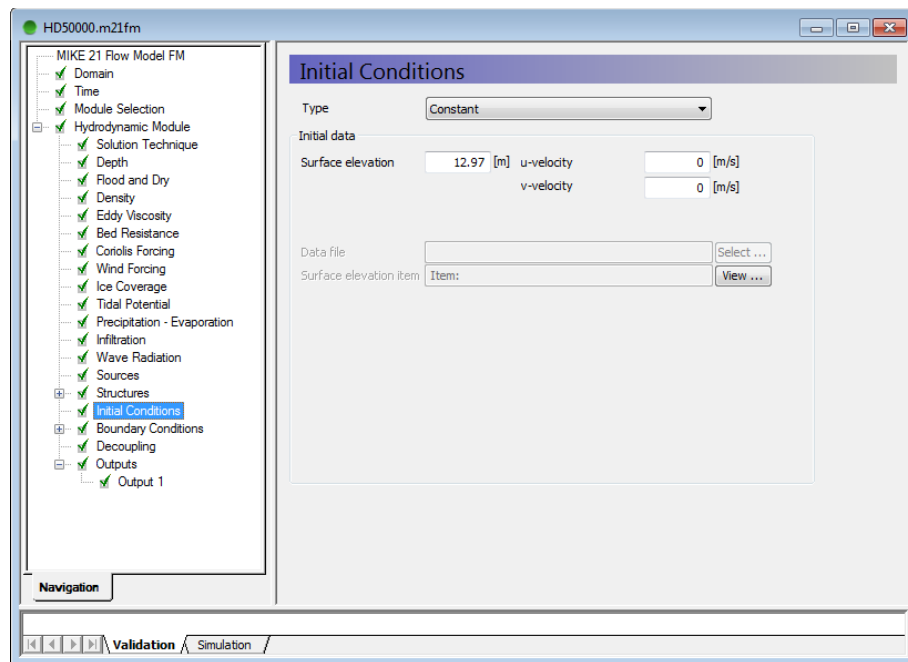 HD50000.m21fm
MIKE 21 Flow Model FM
Domain
Time
Module Selection
Hydrodynamic Module
Solution Technique
Depth
Flood and Dry
Density
Eddy Viscosity
Bed Resistance
Coriolis Forcing
Wind Forcing
Ice Coverage
Tidal Potential
Precipitation - Evaporation
Infiltration
Wave Radiation
Sources
Structures
Initial Conditions
Boundary Conditions
Decoupling
Outputs
Output 1
Navigation
Initial Conditions
Type Constant
Initial data
Surface elevation 12.97 [m] u-velocity 0 [m/s]
v-velocity 0 [m/s]
Data file Select ...
Surface elevation item Item: View ...
Validation Simulation